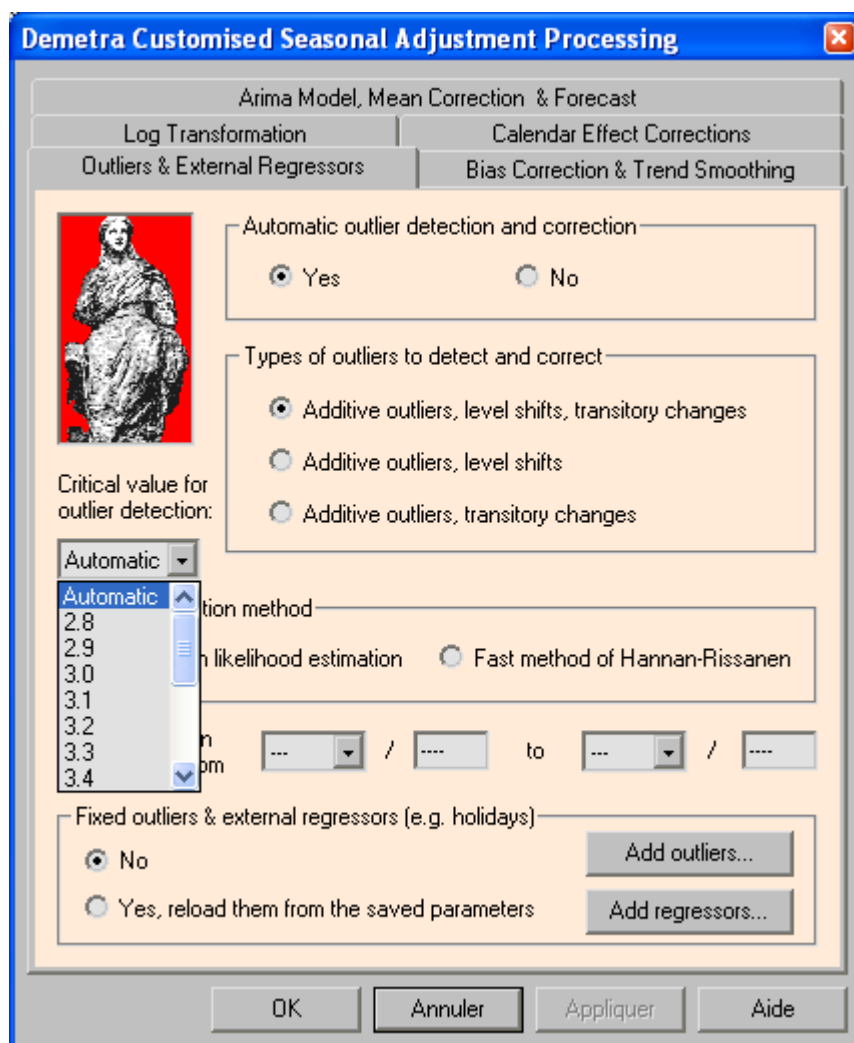 Demetra Customised Seasonal Adjustment Processing
Arima Model, Mean Correction & Forecast
Log Transformation
Calendar Effect Corrections
Outliers & External Regressors
Bias Correction & Trend Smoothing
Automatic outlier detection and correction
Yes
No
Types of outliers to detect and correct
Additive outliers, level shifts, transitory changes
Additive outliers, level shifts
Additive outliers, transitory changes
Critical value for
outlier detection:
Automatic
Automatic
2.8
2.9
3.0
3.1
3.2
3.3
3.4
tion method
n likelihood estimation
Fast method of Hannan-Rissanen
n
om
--- / ---- to --- / ----
Fixed outliers & external regressors (e.g. holidays)
No
Add outliers...
Yes, reload them from the saved parameters
Add regressors...
OK
Annuler
Appliquer
Aide